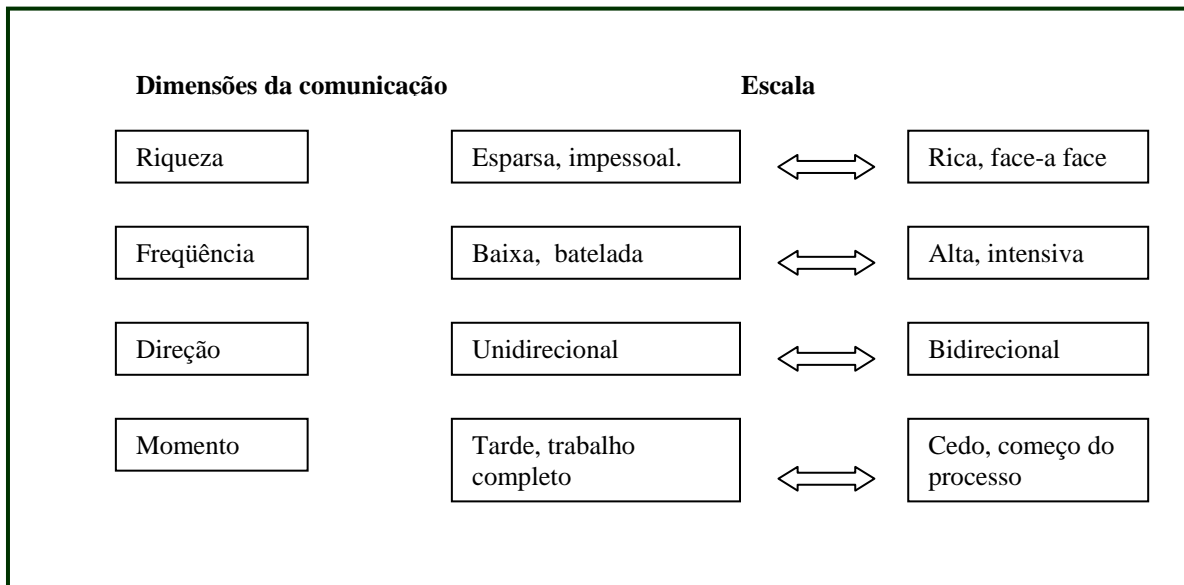 Dimensões da comunicação Escala
Riqueza Esparsa, impessoal. Rica, face-a face
Freqüência Baixa, batelada Alta, intensiva
Direção Unidirecional Bidirecional
Momento Tarde, trabalho completo Cedo, começo do processo